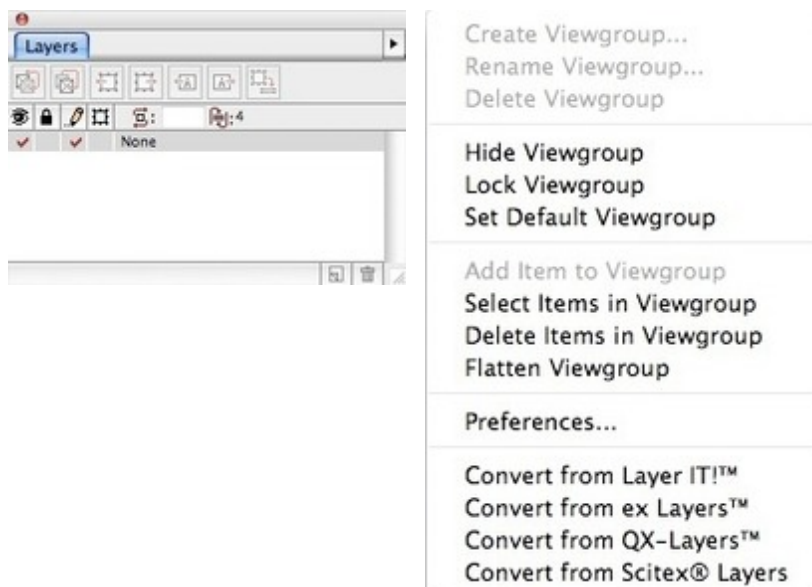 Layers
:4
None
Create Viewgroup...
Rename Viewgroup...
Delete Viewgroup
Hide Viewgroup
Lock Viewgroup
Set Default Viewgroup
Add Item to Viewgroup
Select Items in Viewgroup
Delete Items in Viewgroup
Flatten Viewgroup
Preferences...
Convert from Layer IT!™
Convert from ex Layers™
Convert from QX-Layers™
Convert from Scitex® Layers